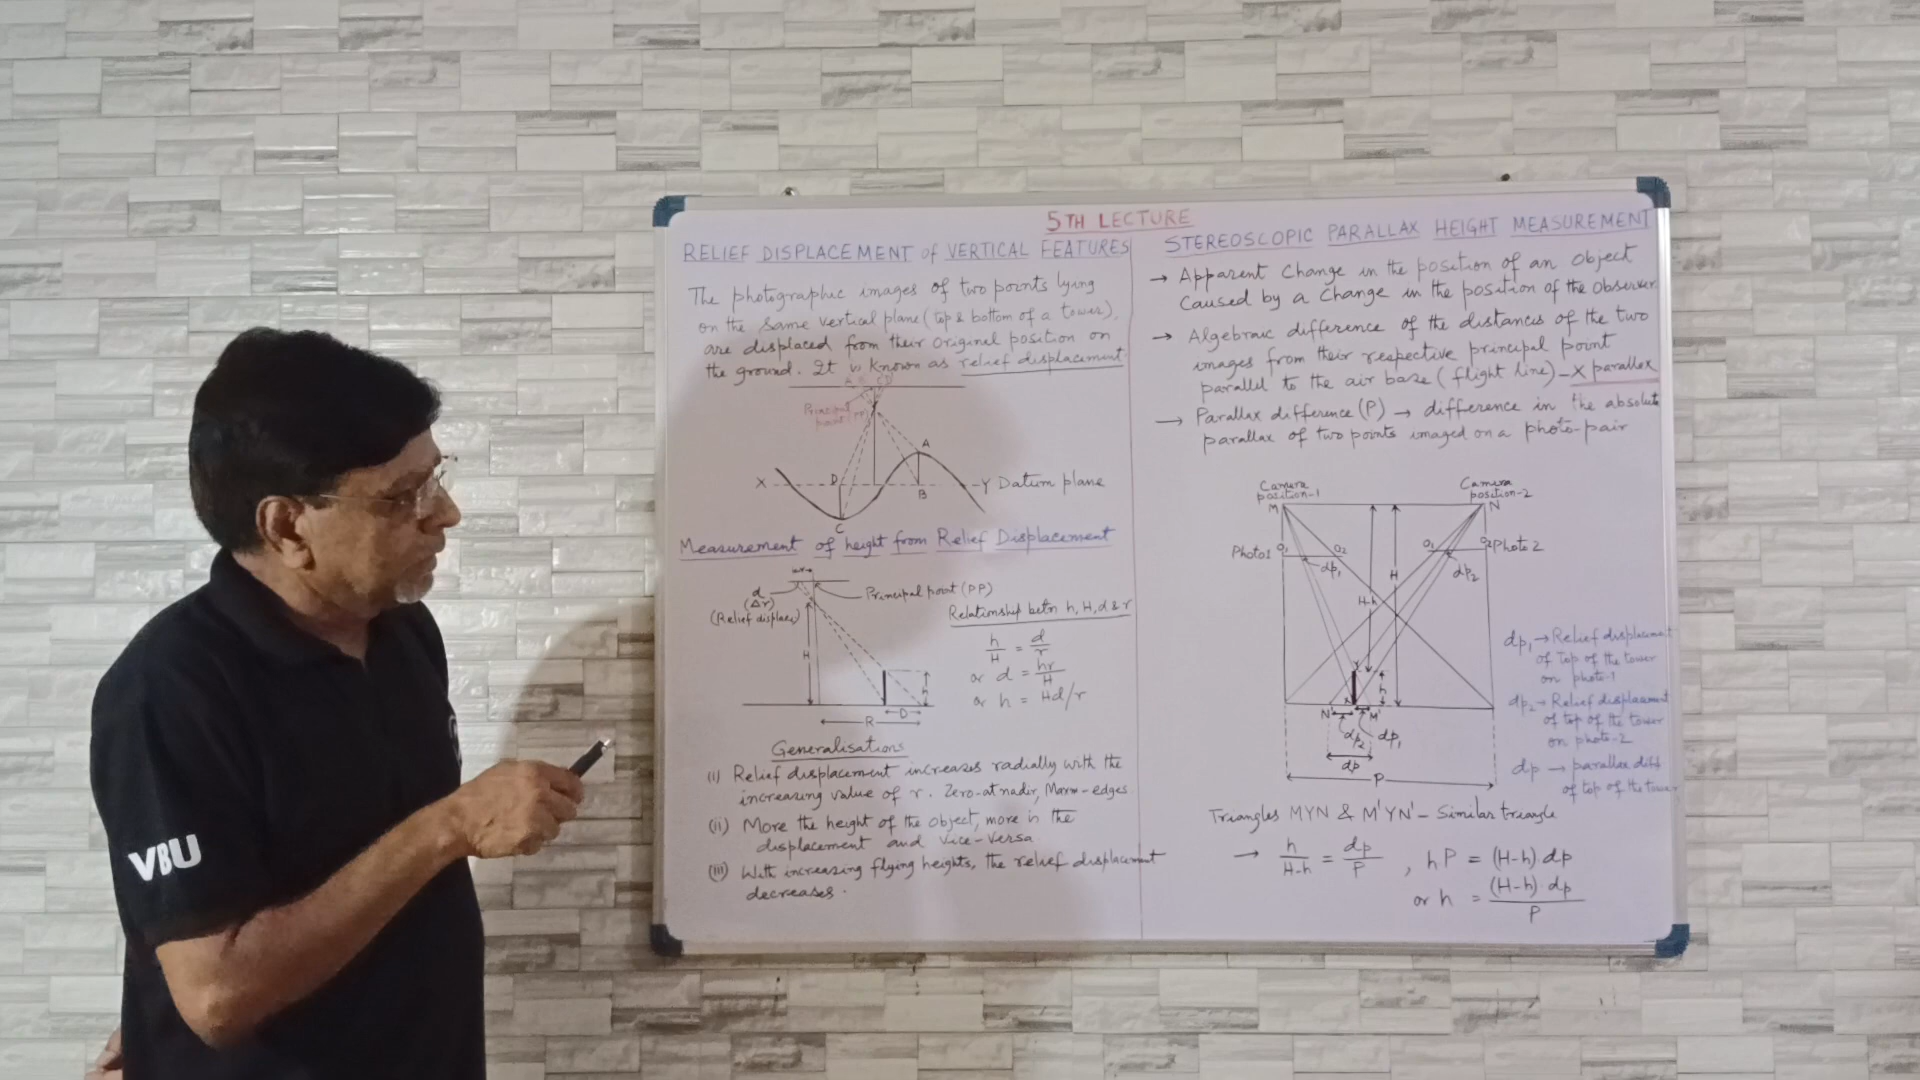 5TH LECTURE
RELIEF DISPLACEMENT of VERTICAL FEATURES
The photographic images of two points lying
on the same vertical plane (top & bottom of a tower),
are displaced from their original position on
the ground. It is known as relief displacement.
Principal
point (PP)
A
X
D
B
Y Datum plane
C
Measurement of height from Relief Displacement
r
d
(Δr)
(Relief displace)
Principal point (PP)
H
h
D
R
Relationship betn h, H, d & r
h/H = d/r
or d = hr/H
or h = Hd/r
Generalisations
(i) Relief displacement increases radially with the
increasing value of r. Zero-at nadir, Maxm - edges
(ii) More the height of the object, more is the
displacement and Vice-Versa
(iii) With increasing flying heights, the relief displacement
decreases.
STEREOSCOPIC PARALLAX HEIGHT MEASUREMENT
→ Apparent Change in the position of an object
Caused by a Change in the position of the observer.
→ Algebraic difference of the distances of the two
images from their respective principal point
parallel to the air base (flight line) - X parallax
→ Parallax difference (P) → difference in the absolute
parallax of two points imaged on a photo-pair
Camera
position-1
M
Camera
position-2
N
Photo1 O1 O2
O1 O2 Photo 2
dp1
dp2
H
H-h
Y
h
X
N' M'
dp2 dp1
dp
P
dp1 → Relief displacement
of top of the tower
on photo-1
dp2 → Relief displacement
of top of the tower
on photo-2
dp → parallax diff
of top of the tower
Triangles MYN & M'YN' - Similar triangle
→ h/H-h = dp/P , hP = (H-h) dp
or h = (H-h) dp/P
VBU